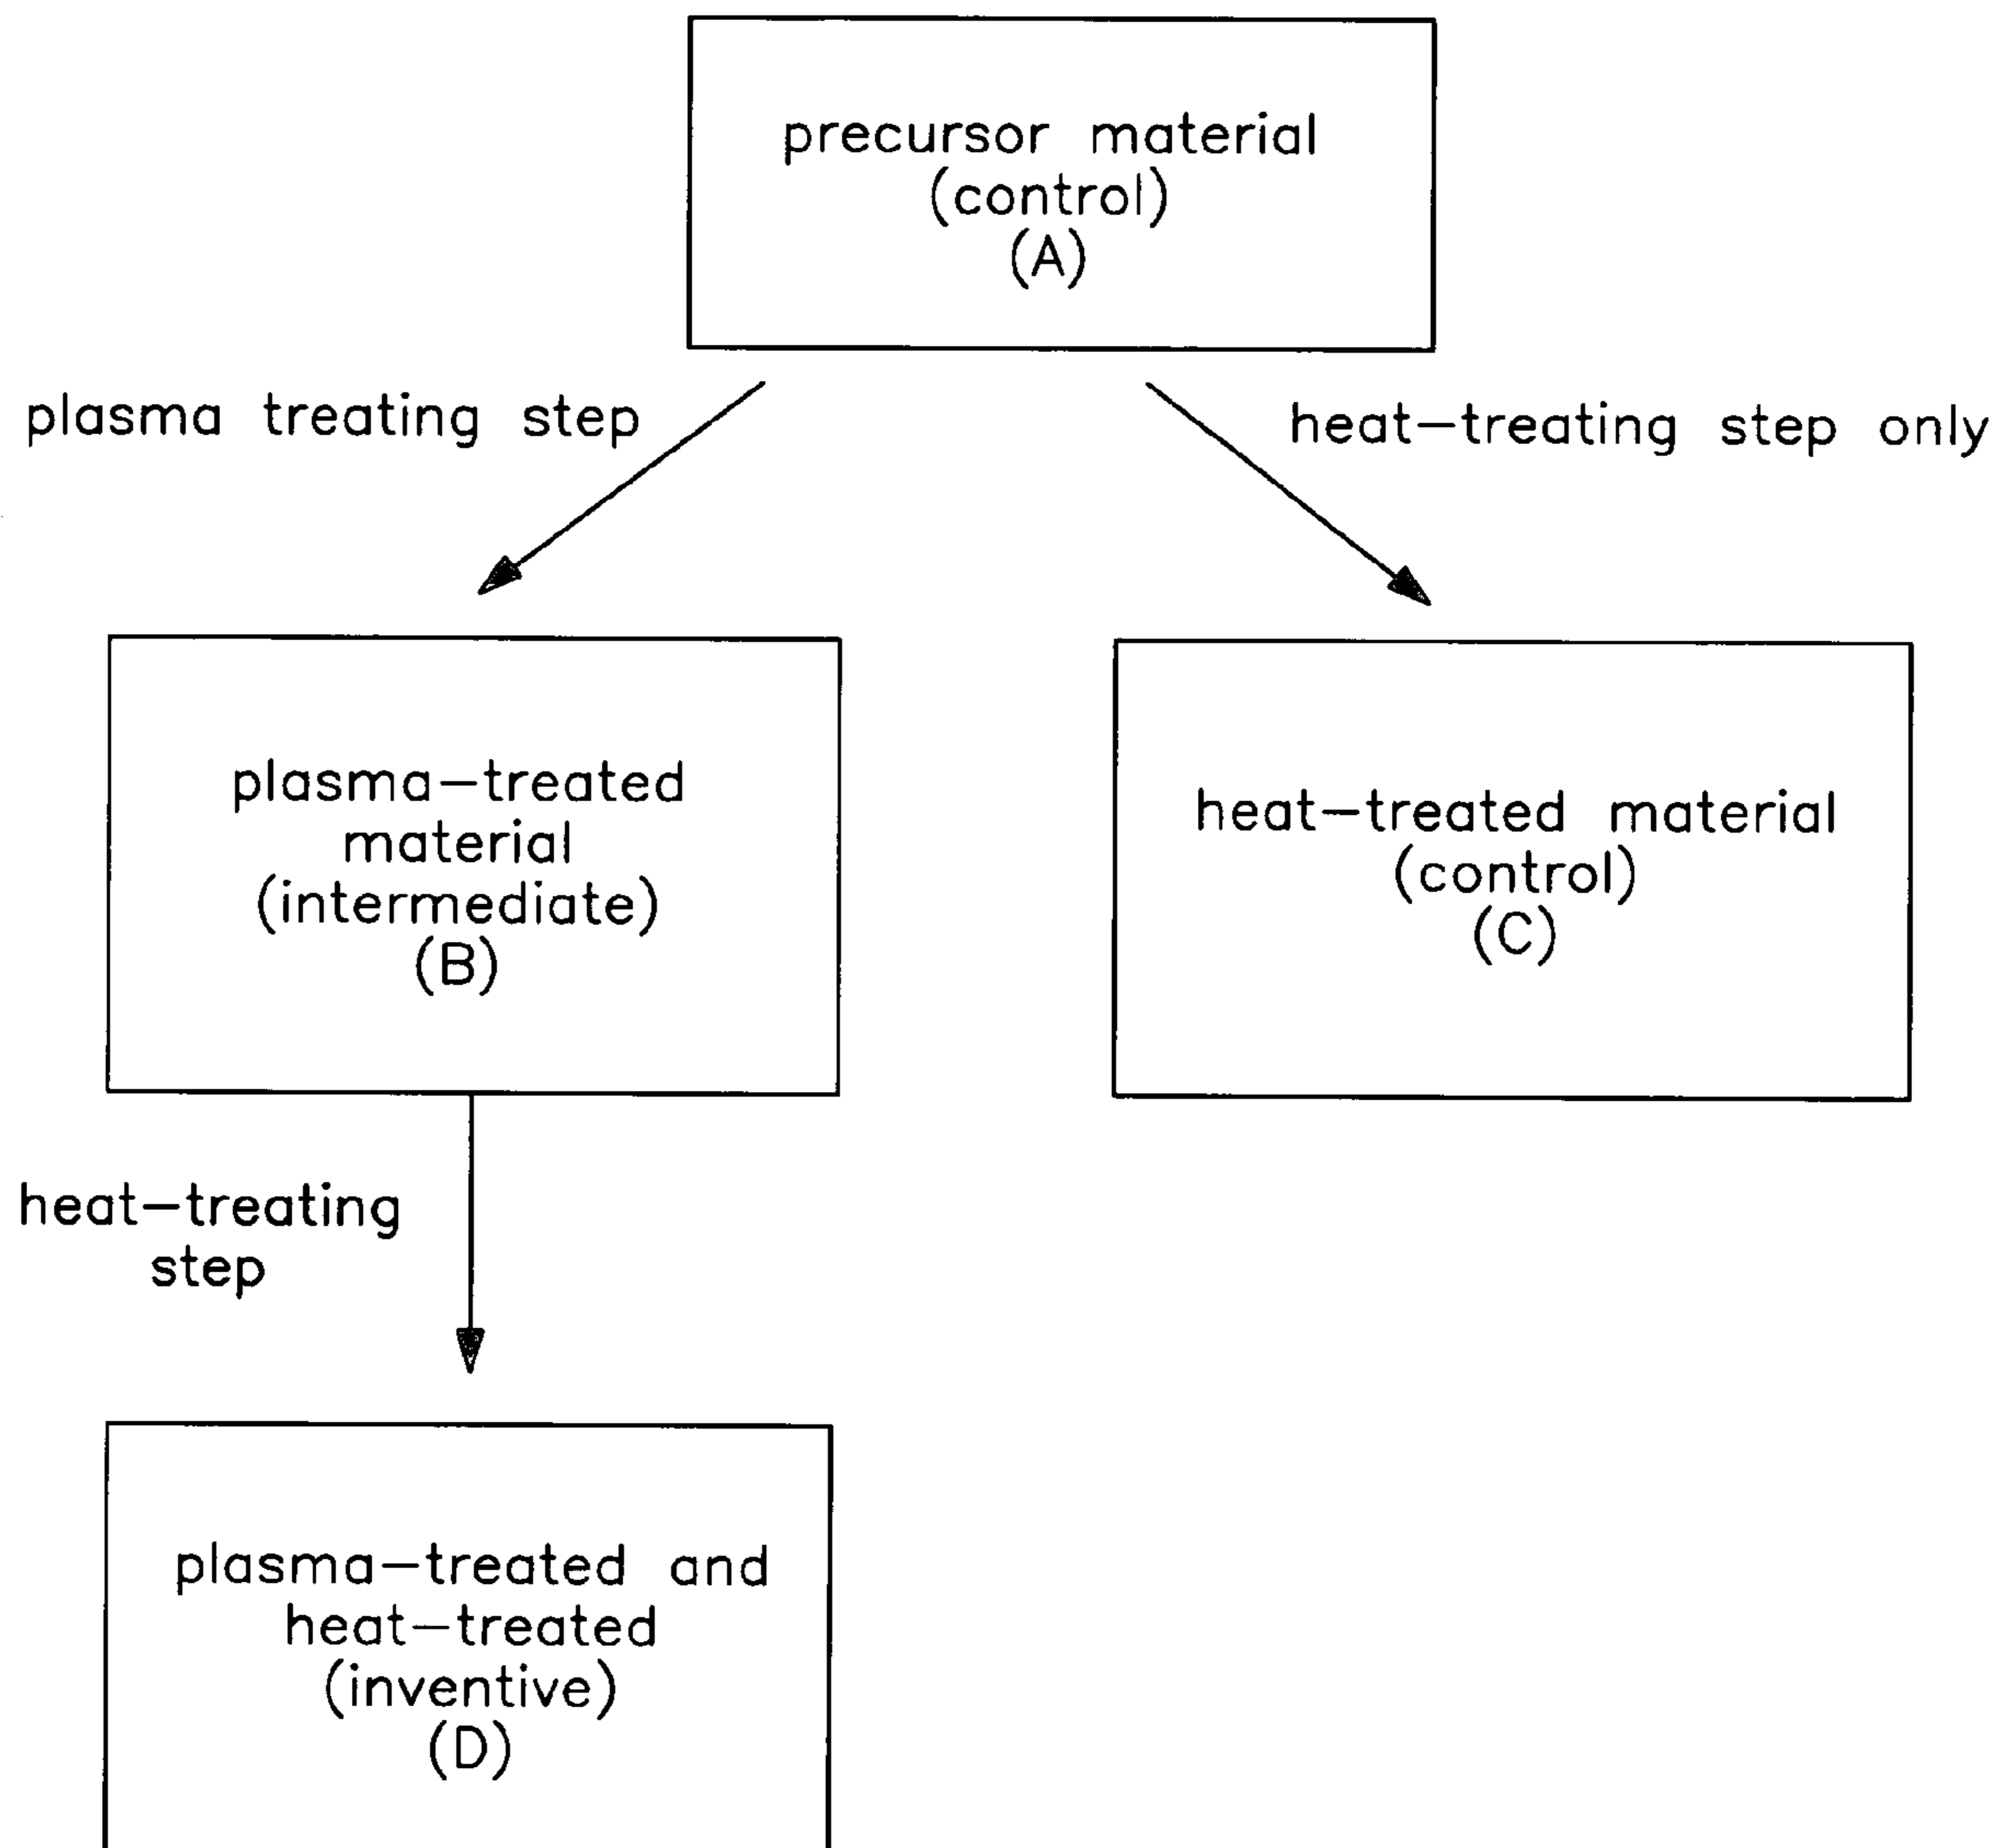 precursor material
(control)
(A)
plasma treating step
heat—treating step only
plasma—treated
material
(intermediate)
(B)
heat—treated material
(control)
(C)
heat—treating
step
plasma—treated and
heat—treated
(inventive)
(D)